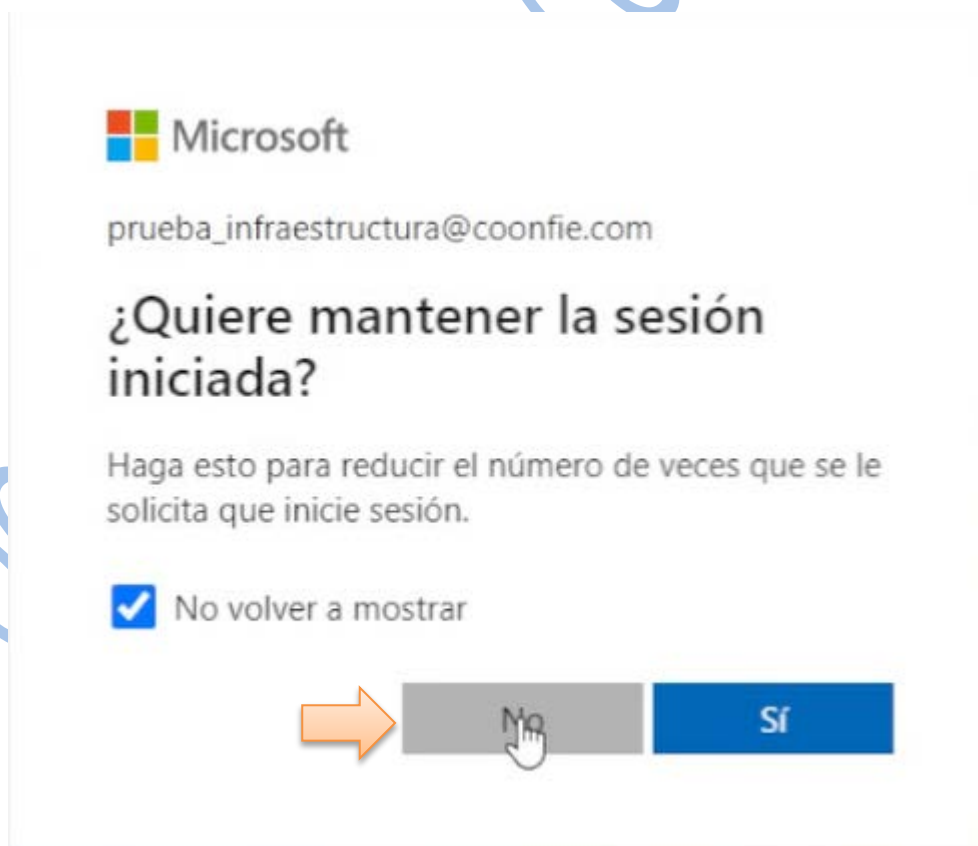 Microsoft
prueba_infraestructura@coonfie.com
¿Quiere mantener la sesión
iniciada?
Haga esto para reducir el número de veces que se le
solicita que inicie sesión.
No volver a mostrar
No
Sí